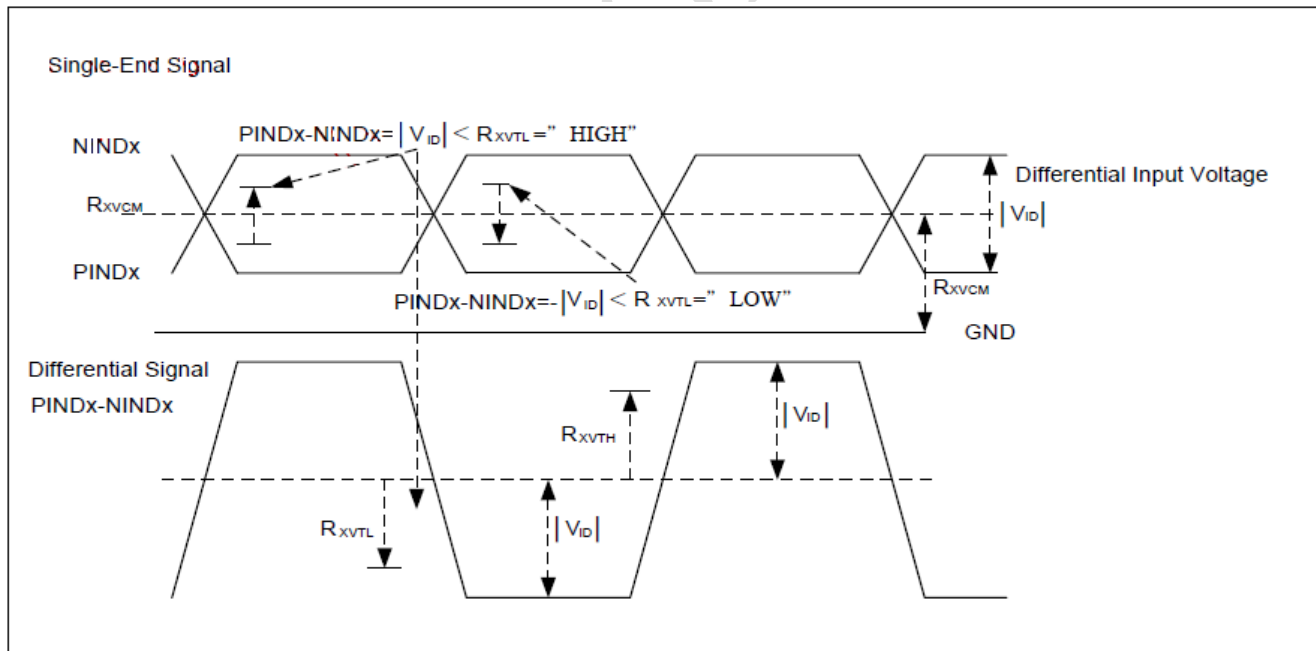 Single-End Signal
PINDx-NINDx=|VID|<RXVTL="HIGH"
NINDx
Differential Input Voltage
RXVCM
|VID|
PINDx
RXVCM
PINDx-NINDx=-|VID|<RXVTL="LOW"
GND
Differential Signal
PINDx-NINDx
|VID|
RXVTH
RXVTL
|VID|